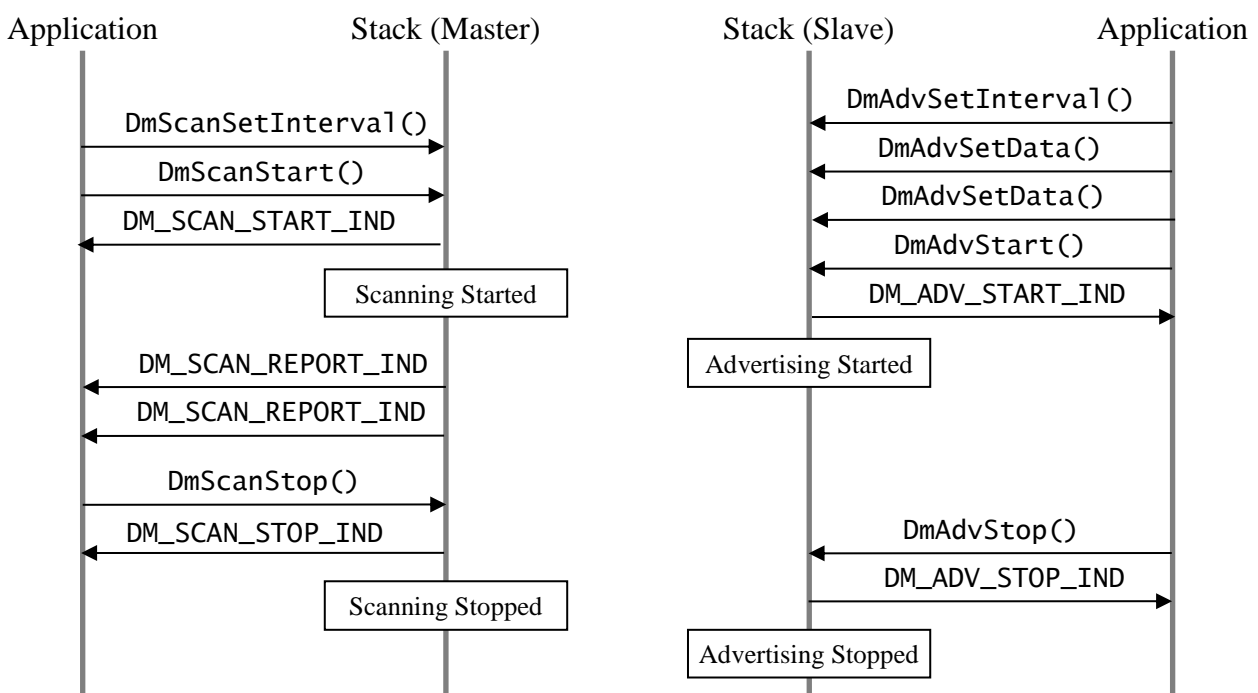 Application
Stack (Master)
Stack (Slave)
Application
DmScanSetInterval()
DmScanStart()
DM_SCAN_START_IND
Scanning Started
DM_SCAN_REPORT_IND
DM_SCAN_REPORT_IND
DmScanStop()
DM_SCAN_STOP_IND
Scanning Stopped
DmAdvSetInterval()
DmAdvSetData()
DmAdvSetData()
DmAdvStart()
DM_ADV_START_IND
Advertising Started
DmAdvStop()
DM_ADV_STOP_IND
Advertising Stopped